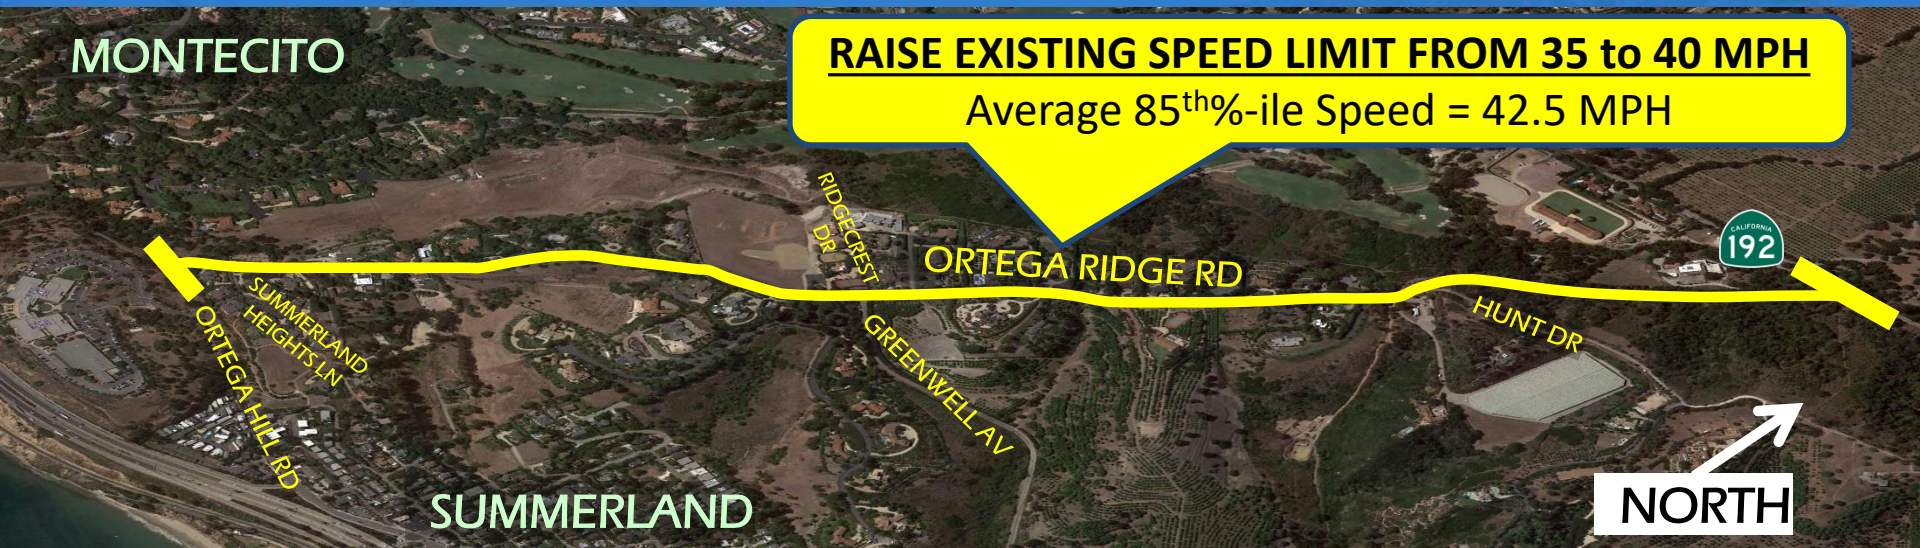 MONTECITO
RAISE EXISTING SPEED LIMIT FROM 35 to 40 MPH
Average 85th%-ile Speed = 42.5 MPH
RIDGECREST
DR
ORTEGA RIDGE RD
CALIFORNIA
192
SUMMERLAND
HEIGHTS LN
ORTEGA HILL RD
GREENWELL AV
HUNT DR
SUMMERLAND
NORTH